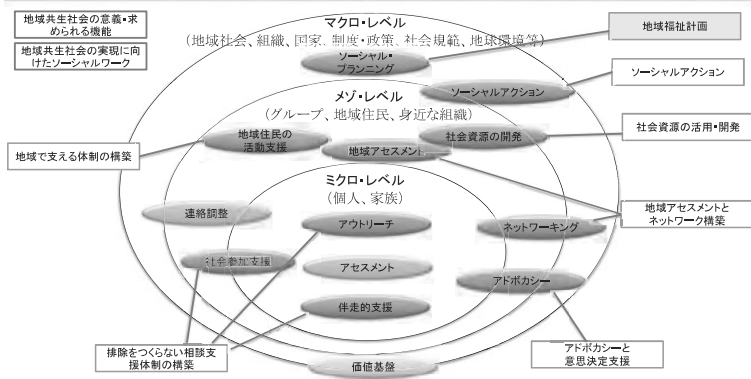 地域共生社会の意義・求
められる機能
地域共生社会の実現に向
けたソーシャルワーク
マクロ・レベル
(地域社会、組織、国家、制度・政策、社会規範、地球環境等)
ソーシャル・
プランニング
地域福祉計画
ソーシャルアクション
ソーシャルアクション
メゾ・レベル
(グループ、地域住民、身近な組織)
地域住民の
活動支援
地域アセスメント
社会資源の開発
社会資源の活用・開発
地域で支える体制の構築
ミクロ・レベル
(個人、家族)
連絡調整
アウトリーチ
ネットワーキング
地域アセスメントと
ネットワーク構築
社会参加支援
アセスメント
アドボカシー
伴走的支援
排除をつくらない相談支
援体制の構築
価値基盤
アドボカシーと
意思決定支援